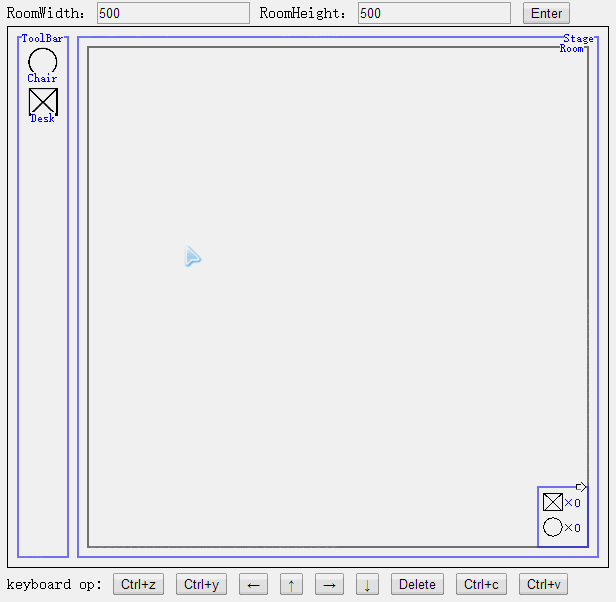 RoomWidth: 500 RoomHeight: 500 Enter
ToolBar
Stage
Room
Chair
Desk
×0
×0
keyboard op: Ctrl+z Ctrl+y ← ↑ → ↓ Delete Ctrl+c Ctrl+v